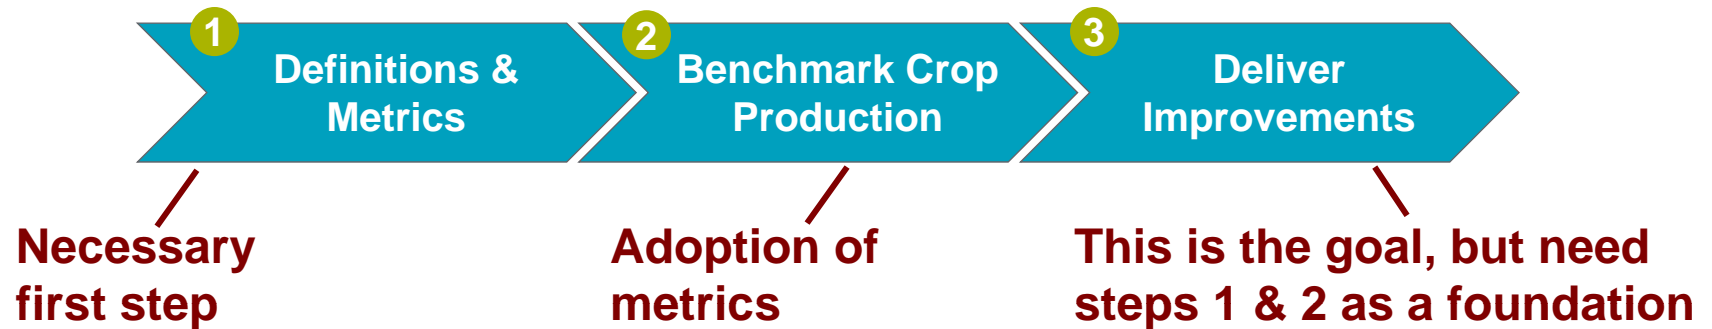 1
Definitions &
Metrics
2
Benchmark Crop
Production
3
Deliver
Improvements
Necessary
first step
Adoption of
metrics
This is the goal, but need
steps 1 & 2 as a foundation